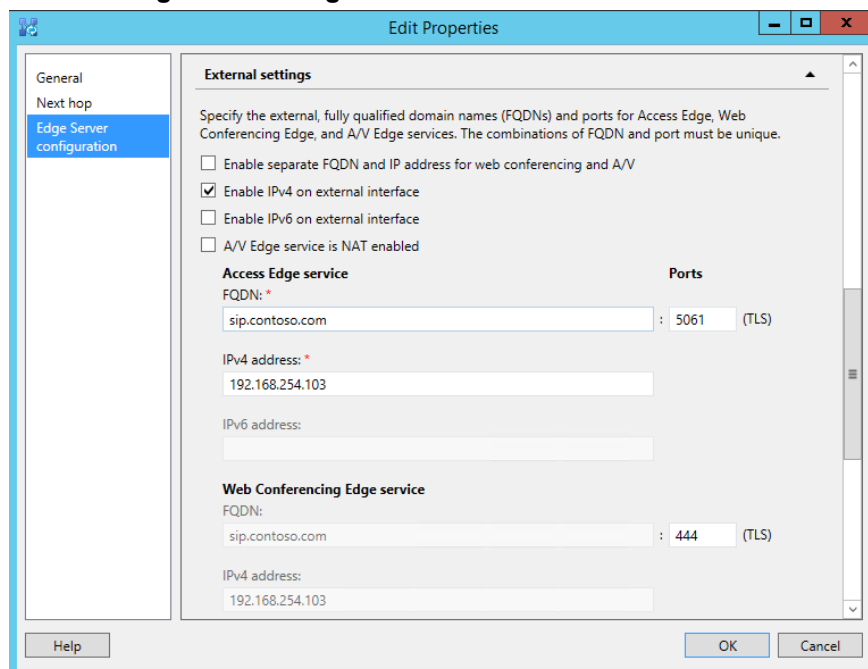 Edit Properties
General
Next hop
Edge Server
configuration
External settings
Specify the external, fully qualified domain names (FQDNs) and ports for Access Edge, Web
Conferencing Edge, and A/V Edge services. The combinations of FQDN and port must be unique.
Enable separate FQDN and IP address for web conferencing and A/V
Enable IPv4 on external interface
Enable IPv6 on external interface
A/V Edge service is NAT enabled
Access Edge service Ports
FQDN: *
sip.contoso.com : 5061 (TLS)
IPv4 address: *
192.168.254.103
IPv6 address:
Web Conferencing Edge service
FQDN:
sip.contoso.com : 444 (TLS)
IPv4 address:
192.168.254.103
Help OK Cancel